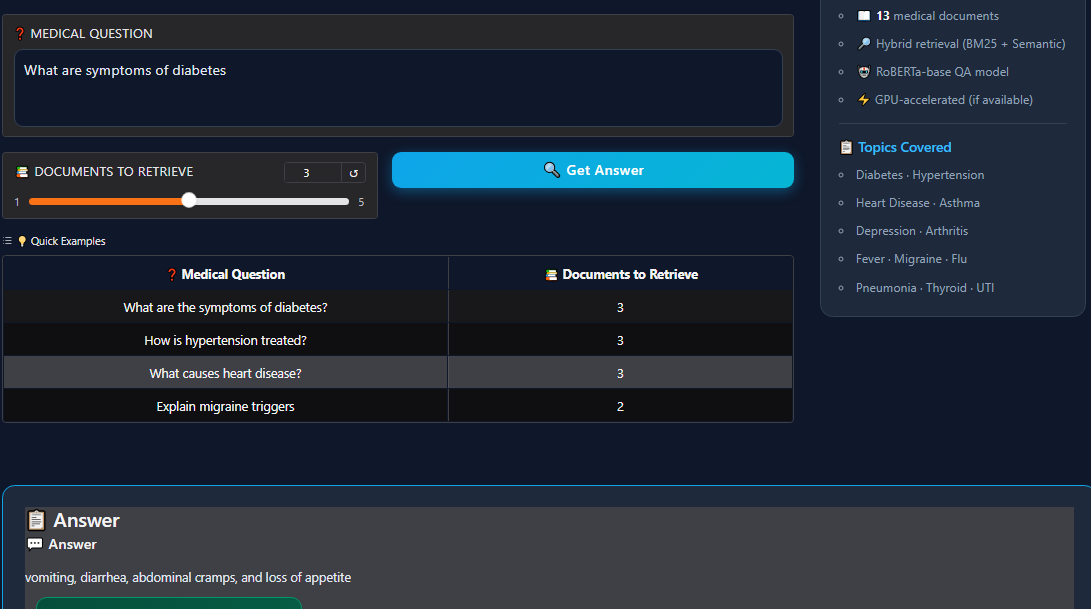 ❓ MEDICAL QUESTION
What are symptoms of diabetes
📚 DOCUMENTS TO RETRIEVE
3
↺
1
5
🔍 Get Answer
💡 Quick Examples
❓ Medical Question 📚 Documents to Retrieve
What are the symptoms of diabetes? 3
How is hypertension treated? 3
What causes heart disease? 3
Explain migraine triggers 2
📖 13 medical documents
🔎 Hybrid retrieval (BM25 + Semantic)
🤖 RoBERTa-base QA model
⚡ GPU-accelerated (if available)
📋 Topics Covered
Diabetes · Hypertension
Heart Disease · Asthma
Depression · Arthritis
Fever · Migraine · Flu
Pneumonia · Thyroid · UTI
📋 Answer
💬 Answer
vomiting, diarrhea, abdominal cramps, and loss of appetite